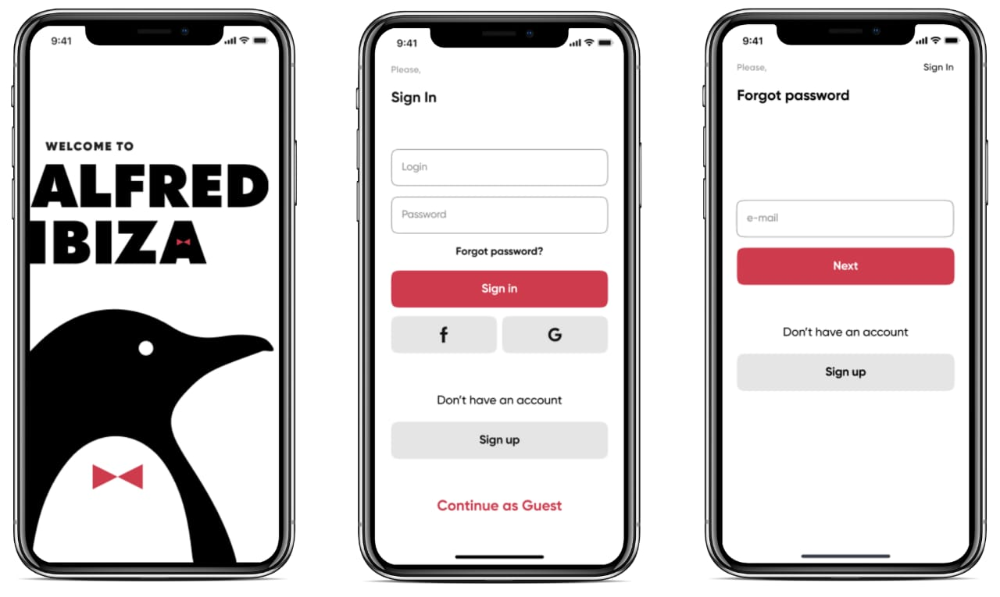 9:41
WELCOME TO
ALFRED
IBIZA
9:41
Please,
Sign In
Login
Password
Forgot password?
Sign in
f G
Don't have an account
Sign up
Continue as Guest
9:41
Please, Sign In
Forgot password
e-mail
Next
Don't have an account
Sign up